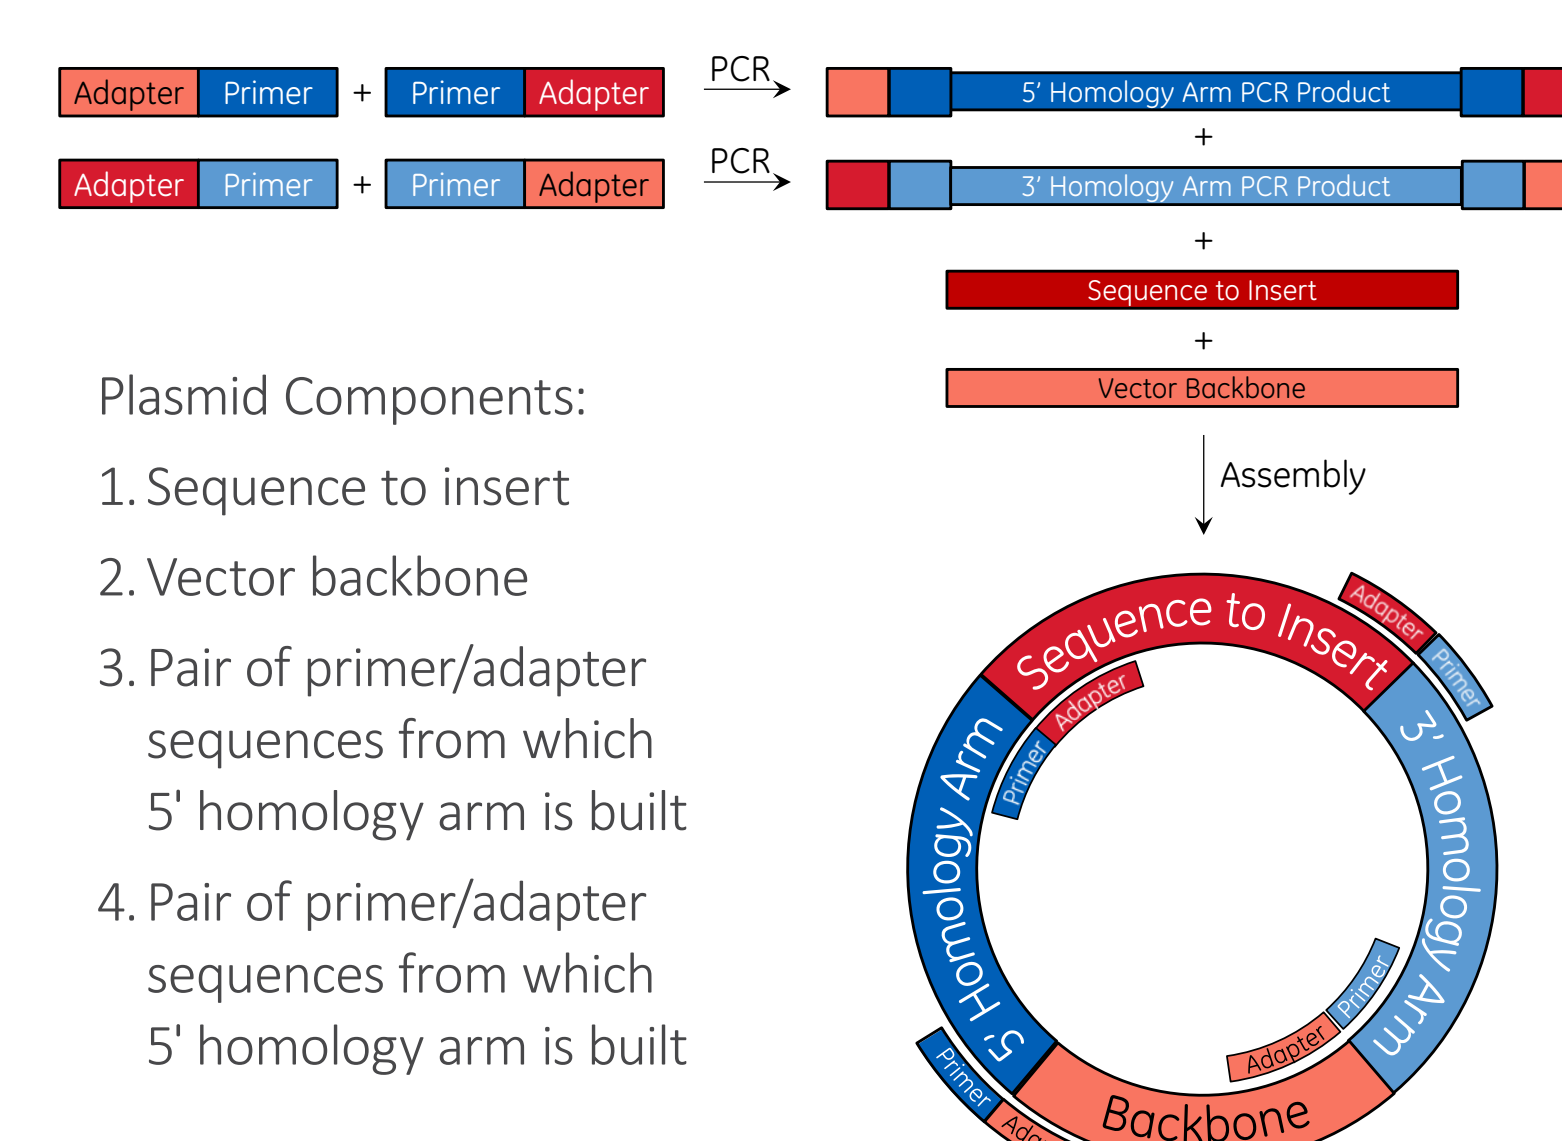 Adapter Primer + Primer Adapter PCR 5’ Homology Arm PCR Product
+
Adapter Primer + Primer Adapter PCR 3’ Homology Arm PCR Product
+
Sequence to Insert
+
Vector Backbone
Assembly
Plasmid Components:
1. Sequence to insert
2. Vector backbone
3. Pair of primer/adapter
sequences from which
5' homology arm is built
4. Pair of primer/adapter
sequences from which
5' homology arm is built
Sequence to Insert
Adapter
Primer
Adapter
Primer
5’ Homology Arm
3’ Homology Arm
Primer
Adapter
Primer
Backbone